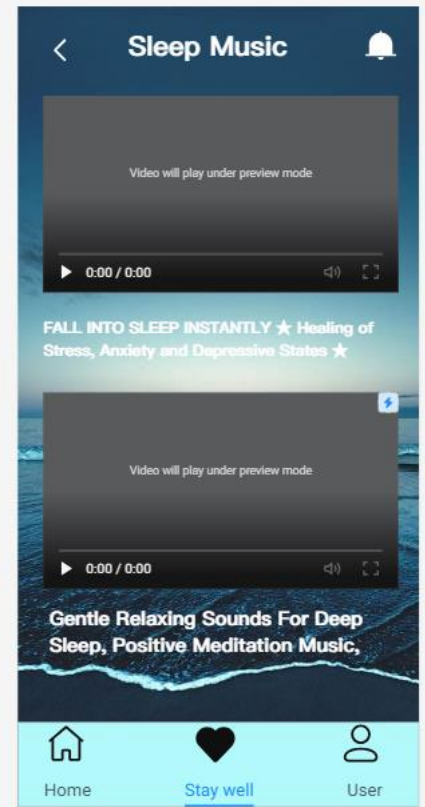 Sleep Music
Video will play under preview mode
0:00 / 0:00
FALL INTO SLEEP INSTANTLY ★ Healing of
Stress, Anxiety and Depressive States ★
Video will play under preview mode
0:00 / 0:00
Gentle Relaxing Sounds For Deep
Sleep, Positive Meditation Music,
Home
Stay well
User